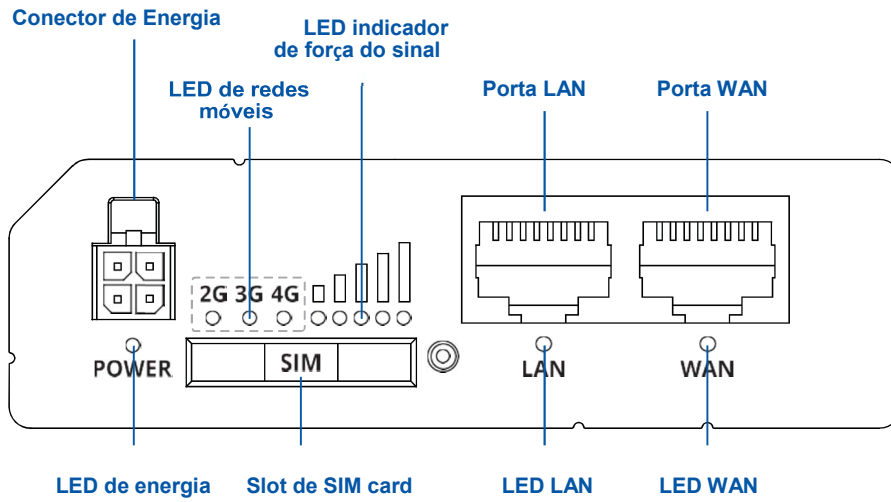 Conector de Energia
LED indicador
de força do sinal
LED de redes
móveis
Porta LAN
Porta WAN
2G 3G 4G
POWER
SIM
LAN
WAN
LED de energia
Slot de SIM card
LED LAN
LED WAN